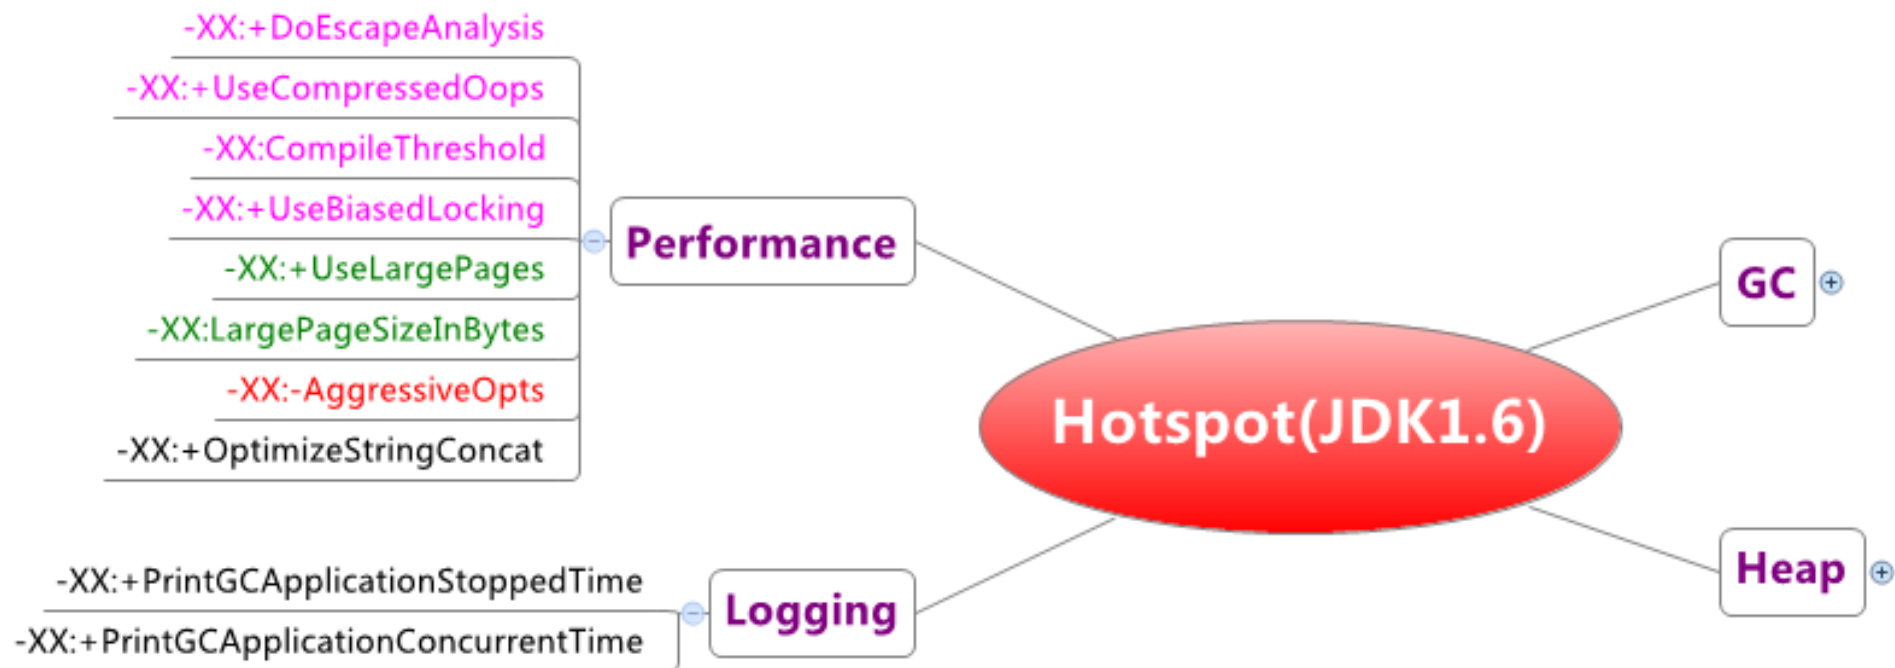 -XX:+DoEscapeAnalysis
-XX:+UseCompressedOops
-XX:CompileThreshold
-XX:+UseBiasedLocking
-XX:+UseLargePages
-XX:LargePageSizeInBytes
-XX:-AggressiveOpts
-XX:+OptimizeStringConcat
Performance
-XX:+PrintGCApplicationStoppedTime
-XX:+PrintGCApplicationConcurrentTime
Logging
Hotspot(JDK1.6)
GC
Heap